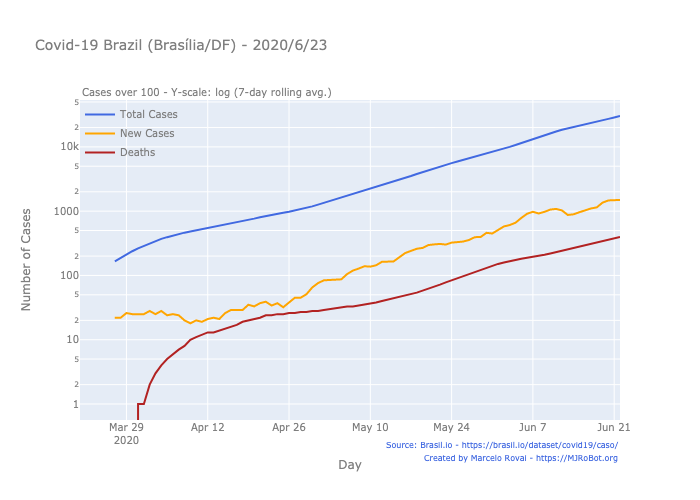 Covid-19 Brazil (Brasília/DF) - 2020/6/23
Cases over 100 - Y-scale: log (7-day rolling avg.)
Total Cases
New Cases
Deaths
Number of Cases
5
2
10k
5
2
1000
5
2
100
5
2
10
5
2
1
Mar 29
2020
Apr 12
Apr 26
May 10
May 24
Jun 7
Jun 21
Day
Source: Brasil.io - https://brasil.io/dataset/covid19/caso/
Created by Marcelo Rovai - https://MJRoBot.org